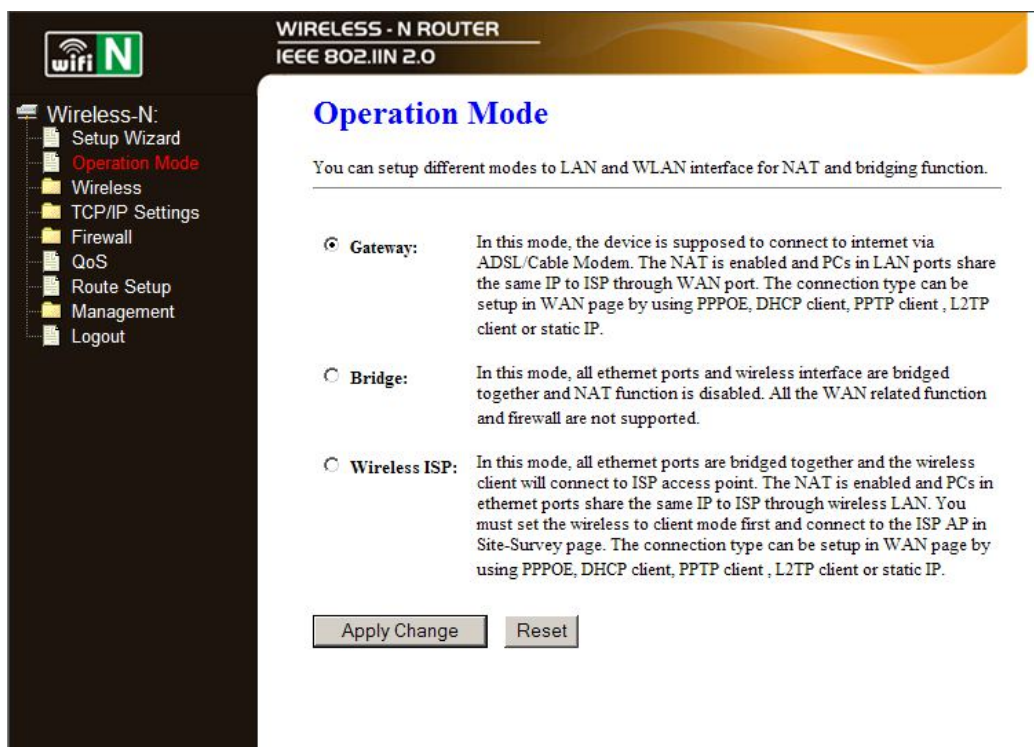 wifi N
WIRELESS - N ROUTER
IEEE 802.11N 2.0
Wireless-N:
Setup Wizard
Operation Mode
Wireless
TCP/IP Settings
Firewall
QoS
Route Setup
Management
Logout
Operation Mode
You can setup different modes to LAN and WLAN interface for NAT and bridging function.
Gateway:
In this mode, the device is supposed to connect to internet via
ADSL/Cable Modem. The NAT is enabled and PCs in LAN ports share
the same IP to ISP through WAN port. The connection type can be
setup in WAN page by using PPPOE, DHCP client, PPTP client , L2TP
client or static IP.
Bridge:
In this mode, all ethernet ports and wireless interface are bridged
together and NAT function is disabled. All the WAN related function
and firewall are not supported.
Wireless ISP:
In this mode, all ethernet ports are bridged together and the wireless
client will connect to ISP access point. The NAT is enabled and PCs in
ethernet ports share the same IP to ISP through wireless LAN. You
must set the wireless to client mode first and connect to the ISP AP in
Site-Survey page. The connection type can be setup in WAN page by
using PPPOE, DHCP client, PPTP client , L2TP client or static IP.
Apply Change Reset